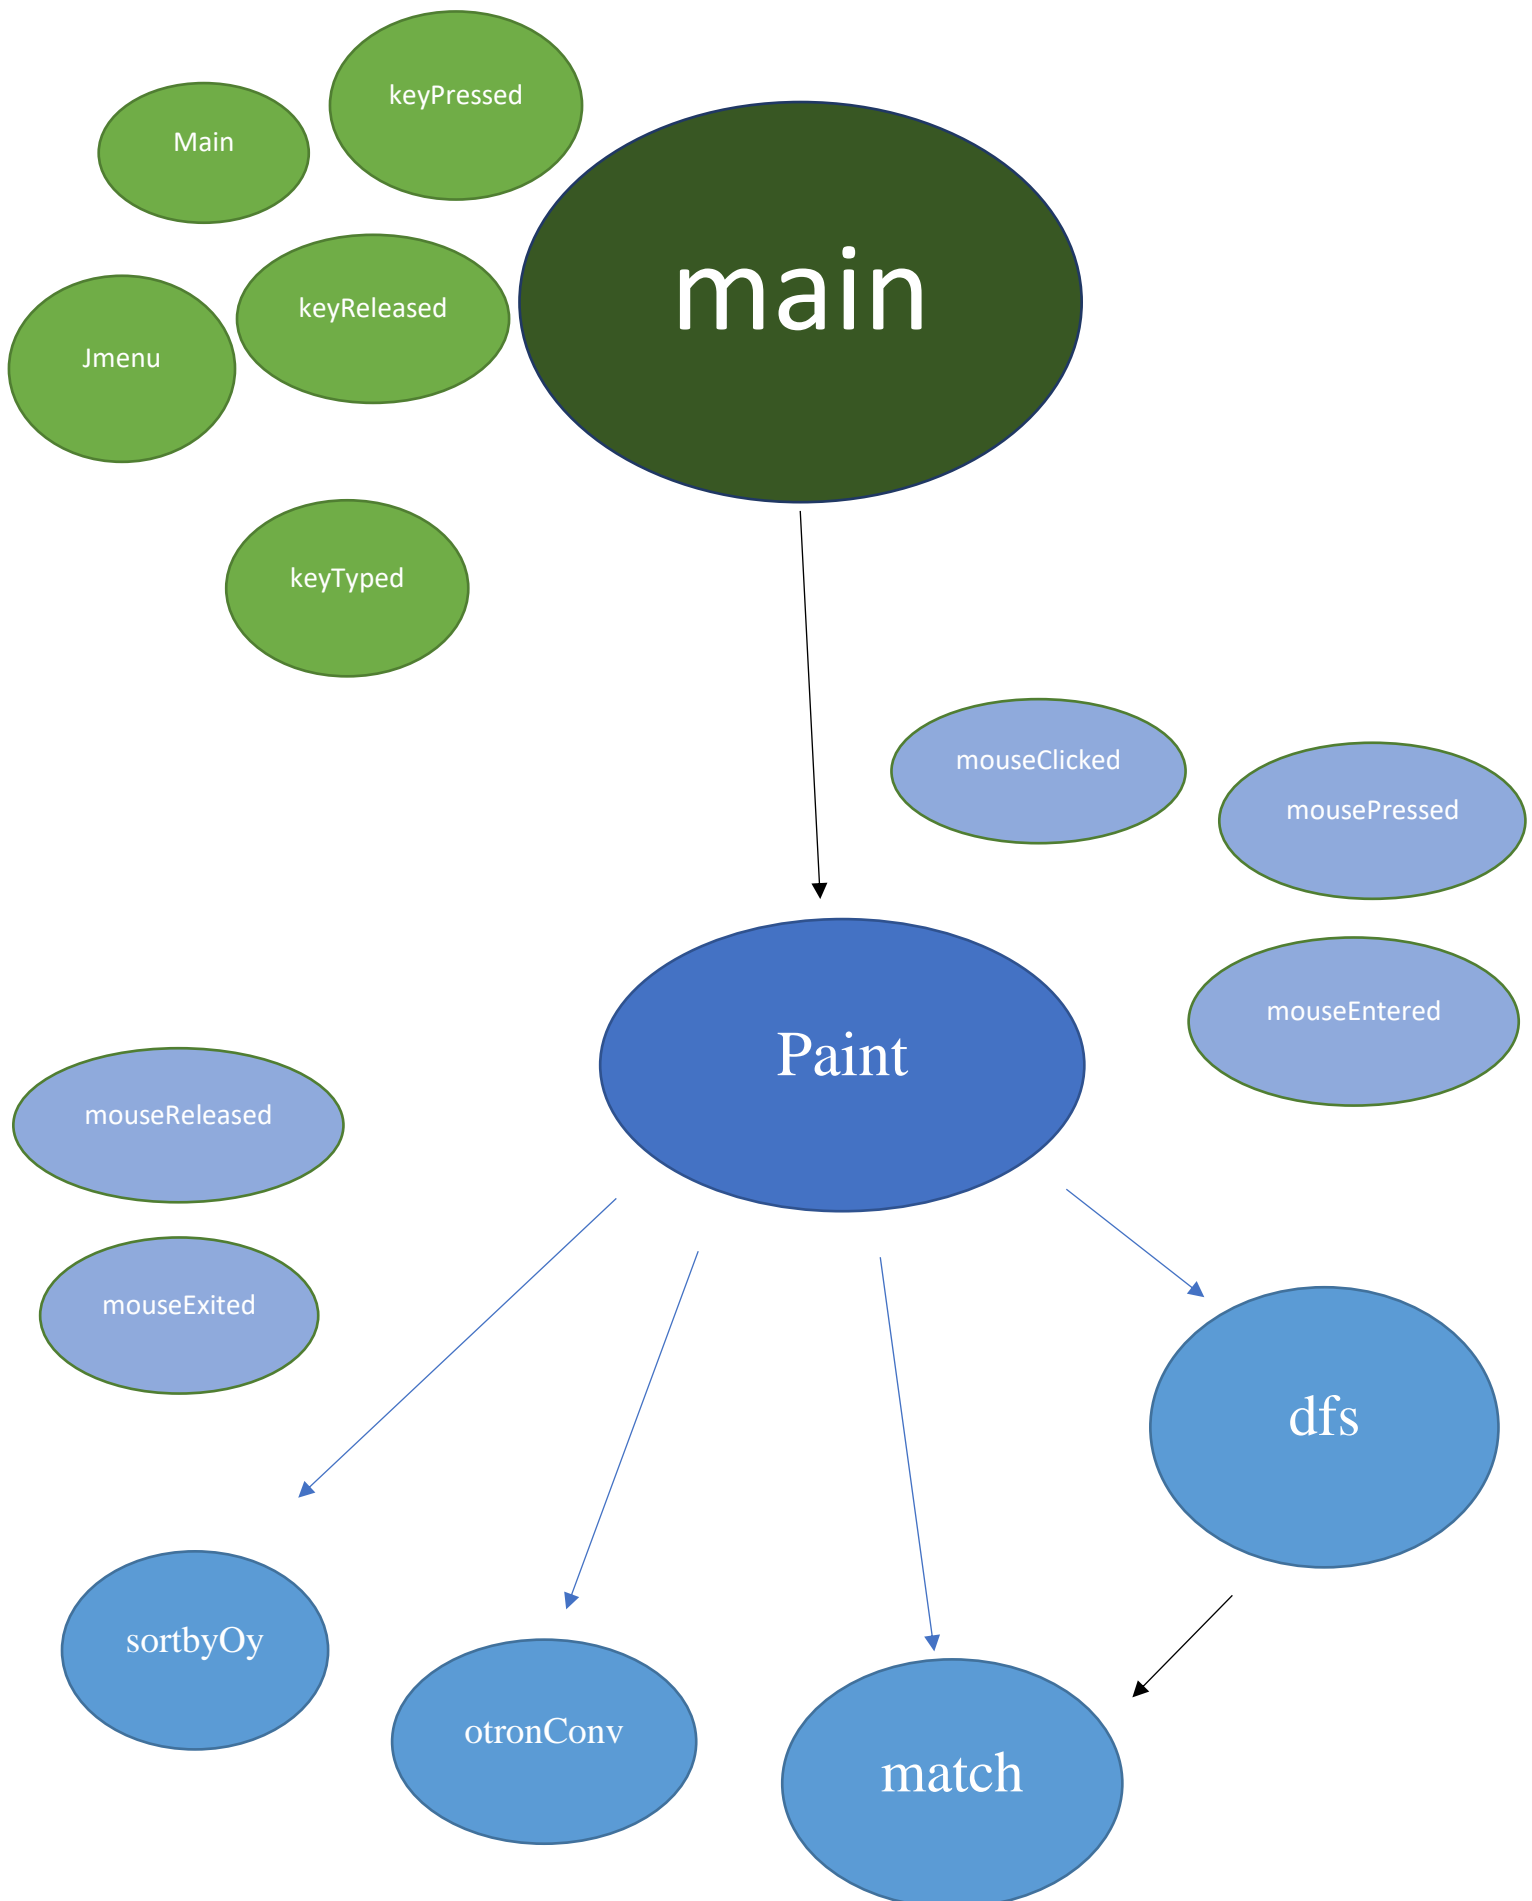 keyPressed
Main
main
keyReleased
Jmenu
keyTyped
mouseClicked
mousePressed
mouseEntered
Paint
mouseReleased
mouseExited
dfs
sortbyOy
otronConv
match